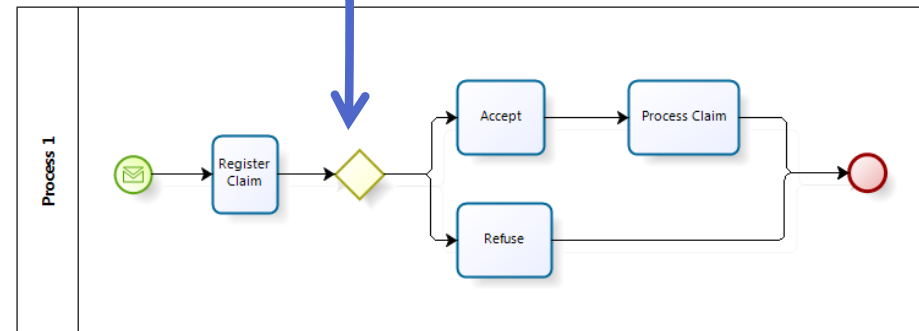 Process 1
Register
Claim
Accept
Process Claim
Refuse